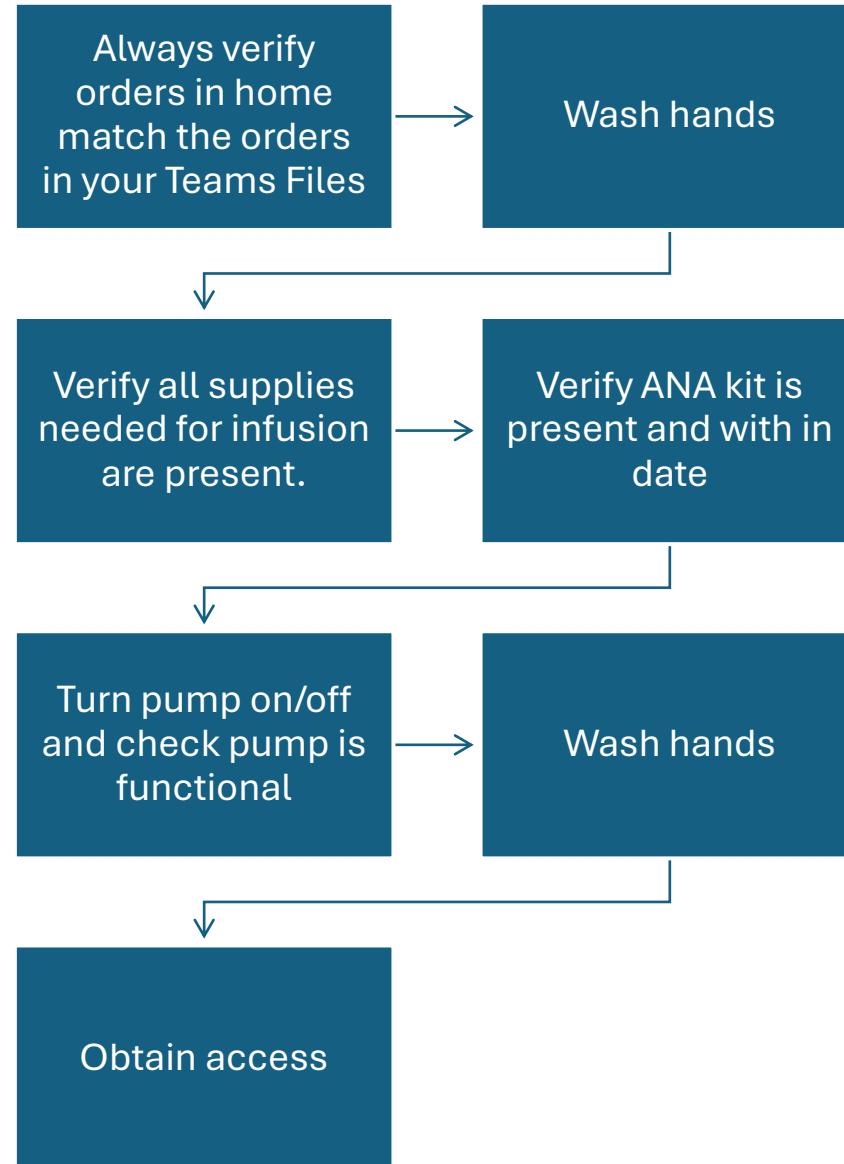 Always verify
orders in home
match the orders
in your Teams Files
Wash hands
Verify all supplies
needed for infusion
are present.
Verify ANA kit is
present and with in
date
Turn pump on/off
and check pump is
functional
Wash hands
Obtain access